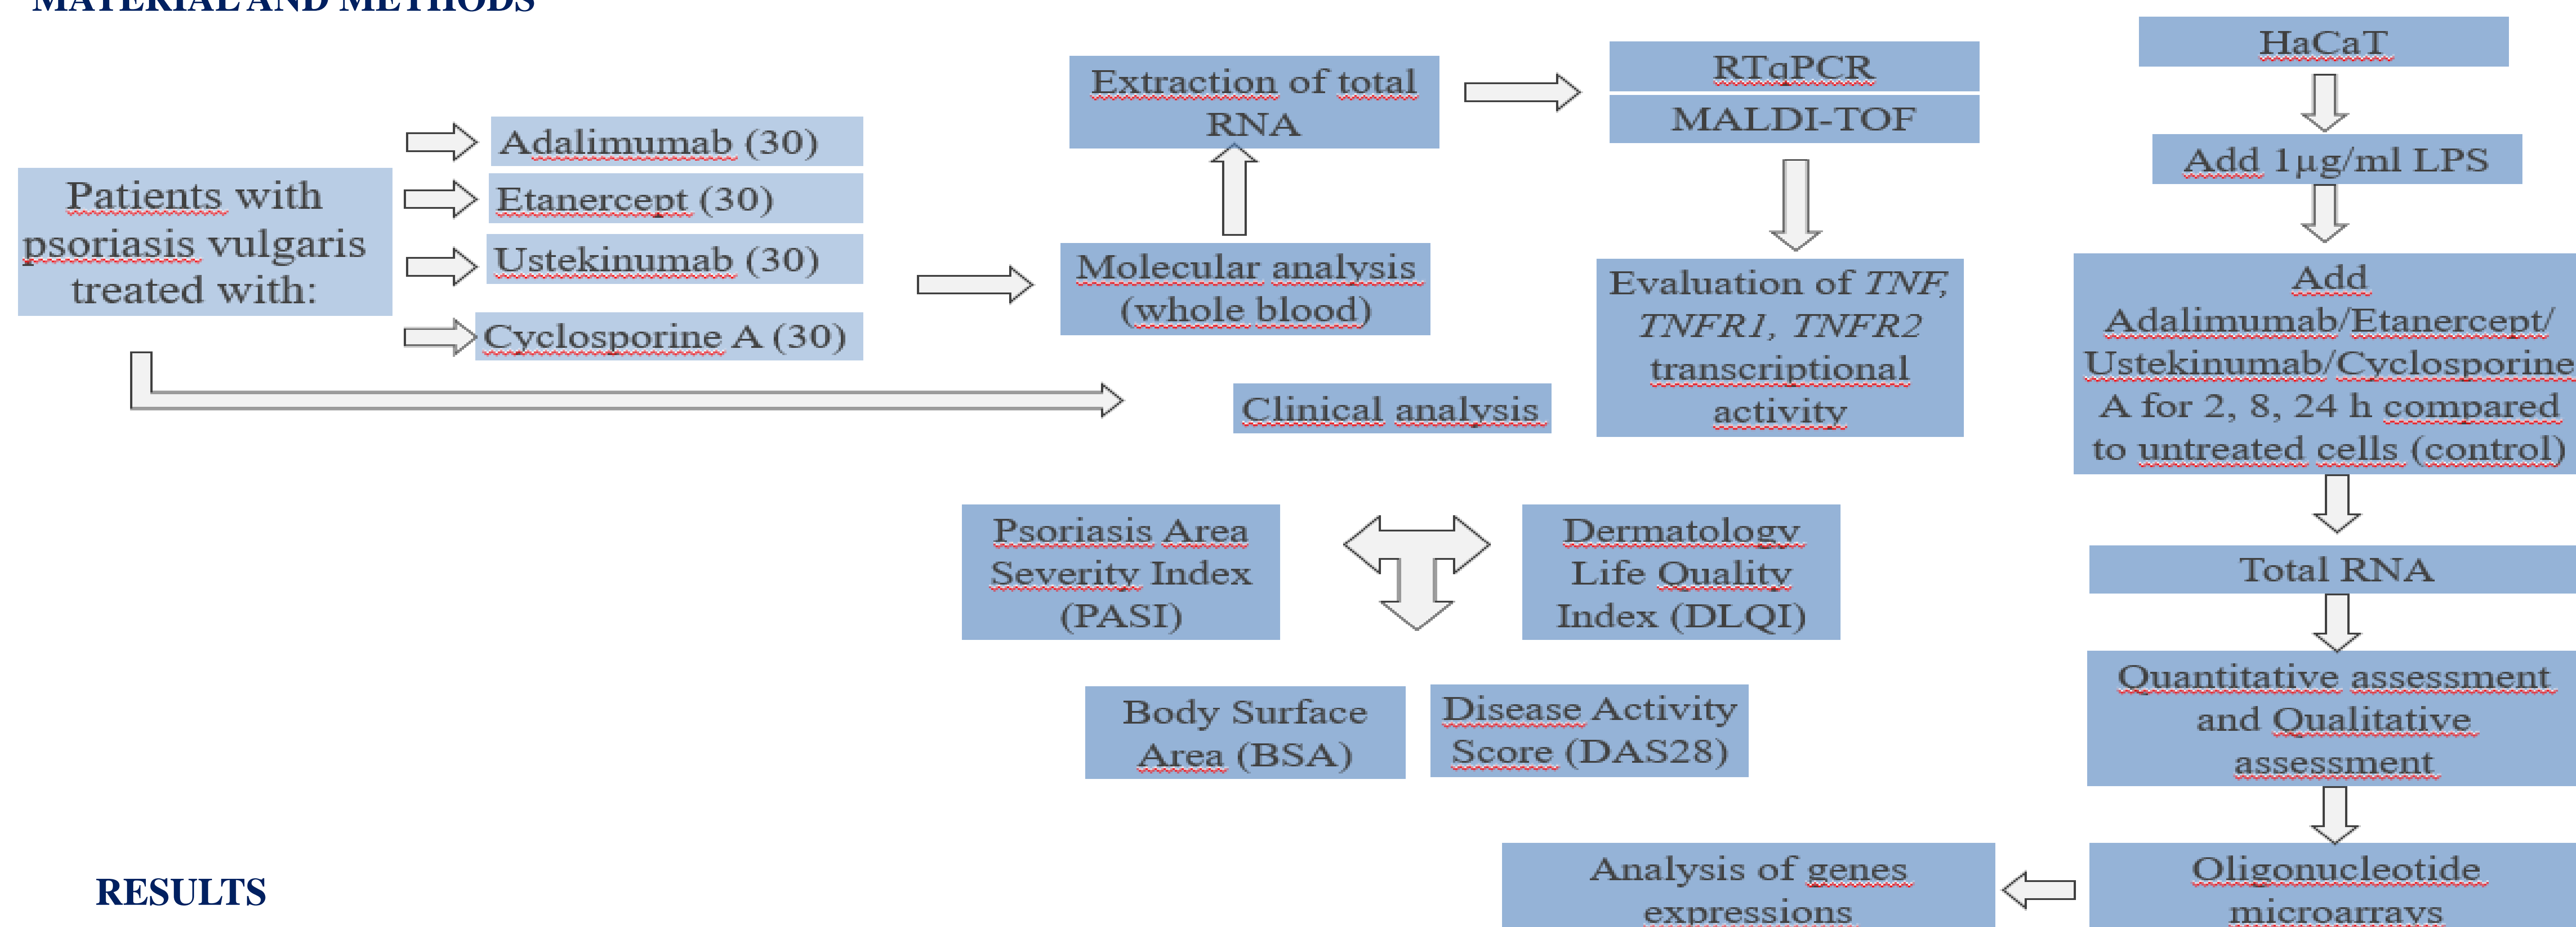 MATERIAL AND METHODS
Patients with
psoriasis vulgaris
treated with:
Adalimumab (30)
Etanercept (30)
Ustekinumab (30)
Cyclosporine A (30)
Molecular analysis
(whole blood)
Extraction of total
RNA
RTqPCR
MALDI-TOF
Evaluation of TNF,
TNFR1, TNFR2
transcriptional
activity
Clinical analysis
Psoriasis Area
Severity Index
(PASI)
Dermatology
Life Quality
Index (DLQI)
Body Surface
Area (BSA)
Disease Activity
Score (DAS28)
HaCaT
Add 1µg/ml LPS
Add
Adalimumab/Etanercept/
Ustekinumab/Cyclosporine
A for 2, 8, 24 h compared
to untreated cells (control)
Total RNA
Quantitative assessment
and Qualitative
assessment
Oligonucleotide
microarrays
Analysis of genes
expressions
RESULTS